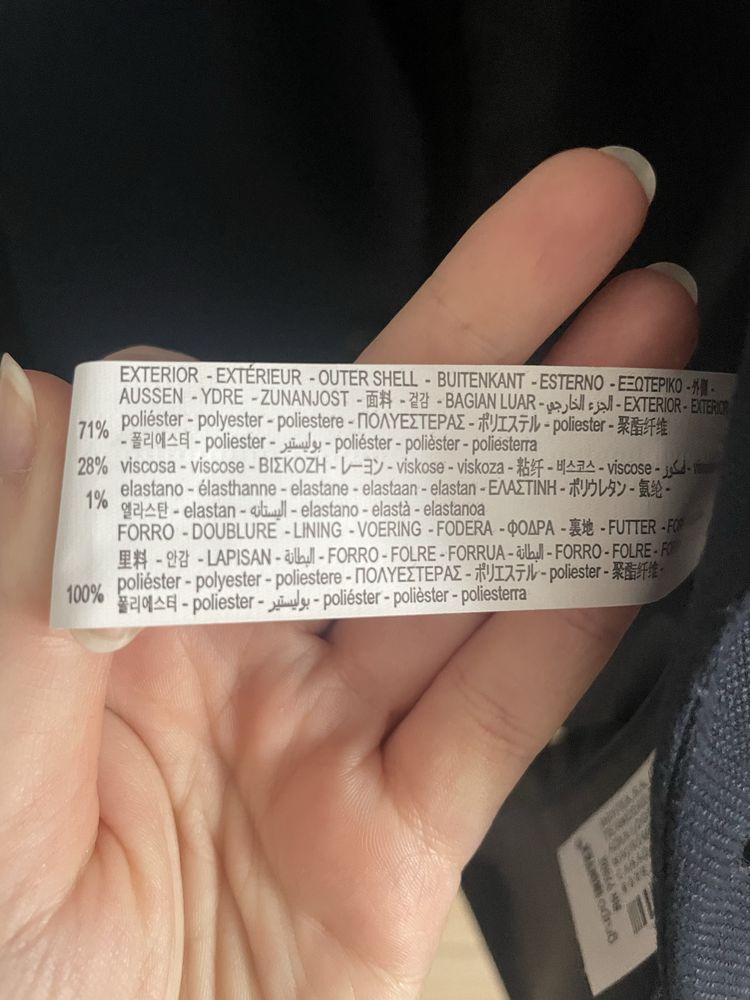 EXTERIOR - EXTÉRIEUR - OUTER SHELL - BUITENKANT - ESTERNO - ΕΞΩΤΕΡΙΚΟ - 外側 -
AUSSEN - YDRE - ZUNANJOST - 面料 - 겉감 - BAGIAN LUAR - الجزء الخارجي - EXTERIOR - EXTERIOR
71% poliéster - polyester - poliestere - ΠΟΛΥΕΣΤΕΡΑΣ - ポリエステル - poliester - 聚酯纤维
- 폴리에스터 - poliester - بوليستير - poliéster - polièster - poliesterra
28% viscosa - viscose - ΒΙΣΚΟΖΗ - レーヨン - viskose - viskoza - 粘纤 - 비스코스 - viscose - فسكوز -
1% elastano - élasthanne - elastane - elastaan - elastan - ΕΛΑΣΤΙΝΗ - ポリウレタン - 氨纶 -
엘라스탄 - elastan - اليستانه - elastano - elastà - elastanoa
FORRO - DOUBLURE - LINING - VOERING - FODERA - ΦΟΔΡΑ - 裏地 - FUTTER -
里料 - 안감 - LAPISAN - البطانة - FORRO - FOLRE - FORRUA - البطانة - FORRO - FOLRE -
100% poliéster - polyester - poliestere - ΠΟΛΥΕΣΤΕΡΑΣ - ポリエステル - poliester - 聚酯纤维 -
폴리에스터 - poliester - بوليستير - poliéster - polièster - poliesterra